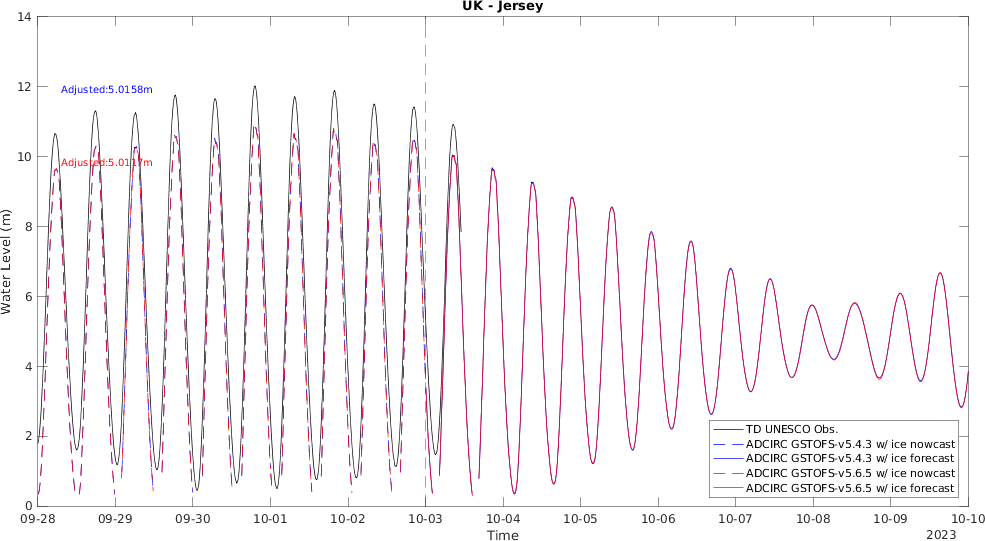 UK - Jersey
14
12
10
8
6
4
2
0
Water Level (m)
Adjusted:5.0158m
Adjusted:5.0117m
TD UNESCO Obs.
ADCIRC GSTOFS-v5.4.3 w/ ice nowcast
ADCIRC GSTOFS-v5.4.3 w/ ice forecast
ADCIRC GSTOFS-v5.6.5 w/ ice nowcast
ADCIRC GSTOFS-v5.6.5 w/ ice forecast
09-28 09-29 09-30 10-01 10-02 10-03 10-04 10-05 10-06 10-07 10-08 10-09 10-10
Time
2023